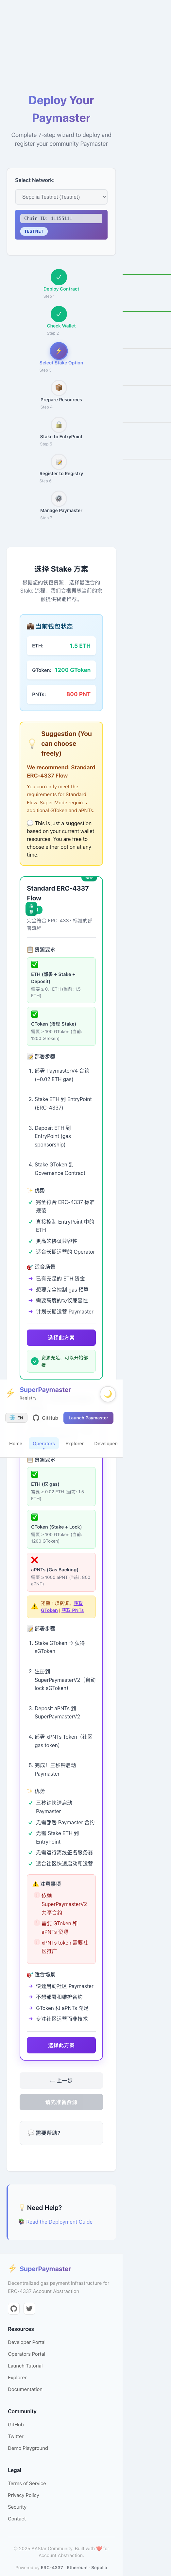 Deploy Your
Paymaster
Complete 7-step wizard to deploy and
register your community Paymaster
Select Network:
Sepolia Testnet (Testnet)
Chain ID: 11155111
TESTNET
Deploy Contract
Step 1
Check Wallet
Step 2
Select Stake Option
Step 3
Prepare Resources
Step 4
Stake to EntryPoint
Step 5
Register to Registry
Step 6
Manage Paymaster
Step 7
选择 Stake 方案
根据您的钱包资源，选择最适合的
Stake 流程。我们会根据您当前的余
额提供智能推荐。
当前钱包状态
ETH: 1.5 ETH
GToken: 1200 GToken
PNTs: 800 PNT
Suggestion (You
can choose
freely)
We recommend: Standard
ERC-4337 Flow
You currently meet the
requirements for Standard
Flow. Super Mode requires
additional GToken and aPNTs.
This is just a suggestion
based on your current wallet
resources. You are free to
choose either option at any
time.
Standard ERC-4337
Flow
完全符合 ERC-4337 标准的部
署流程
资源要求
ETH (部署 + Stake +
Deposit)
需要 ≥ 0.1 ETH (当前: 1.5
ETH)
GToken (治理 Stake)
需要 ≥ 100 GToken (当前:
1200 GToken)
部署步骤
1. 部署 PaymasterV4 合约
(~0.02 ETH gas)
2. Stake ETH 到 EntryPoint
(ERC-4337)
3. Deposit ETH 到
EntryPoint (gas
sponsorship)
4. Stake GToken 到
Governance Contract
优势
完全符合 ERC-4337 标准
规范
直接控制 EntryPoint 中的
ETH
更高的协议兼容性
适合长期运营的 Operator
适合场景
已有充足的 ETH 资金
想要完全控制 gas 预算
需要高度的协议兼容性
计划长期运营 Paymaster
选择此方案
资源充足，可以开始部
署
SuperPaymaster
Registry
EN
GitHub
Launch Paymaster
Home
Operators
Explorer
Developer
资源要求
ETH (仅 gas)
需要 ≥ 0.02 ETH (当前: 1.5
ETH)
GToken (Stake + Lock)
需要 ≥ 100 GToken (当前:
1200 GToken)
aPNTs (Gas Backing)
需要 ≥ 1000 aPNT (当前: 800
aPNT)
还需 1 项资源，获取
GToken | 获取 PNTs
部署步骤
1. Stake GToken → 获得
sGToken
2. 注册到
SuperPaymasterV2（自动
lock sGToken）
3. Deposit aPNTs 到
SuperPaymasterV2
4. 部署 xPNTs Token（社区
gas token）
5. 完成！三秒钟启动
Paymaster
优势
三秒钟快速启动
Paymaster
无需部署 Paymaster 合约
无需 Stake ETH 到
EntryPoint
无需运行离线签名服务器
适合社区快速启动和运营
注意事项
依赖
SuperPaymasterV2
共享合约
需要 GToken 和
aPNTs 资源
xPNTs token 需要社
区推广
适合场景
快速启动社区 Paymaster
不想部署和维护合约
GToken 和 aPNTs 充足
专注社区运营而非技术
选择此方案
← 上一步
请先准备资源
需要帮助?
Need Help?
Read the Deployment Guide
SuperPaymaster
Decentralized gas payment infrastructure for
ERC-4337 Account Abstraction.
Resources
Developer Portal
Operators Portal
Launch Tutorial
Explorer
Documentation
Community
GitHub
Twitter
Demo Playground
Legal
Terms of Service
Privacy Policy
Security
Contact
© 2025 AAStar Community. Built with ❤️ for
Account Abstraction.
Powered by ERC-4337 · Ethereum · Sepolia